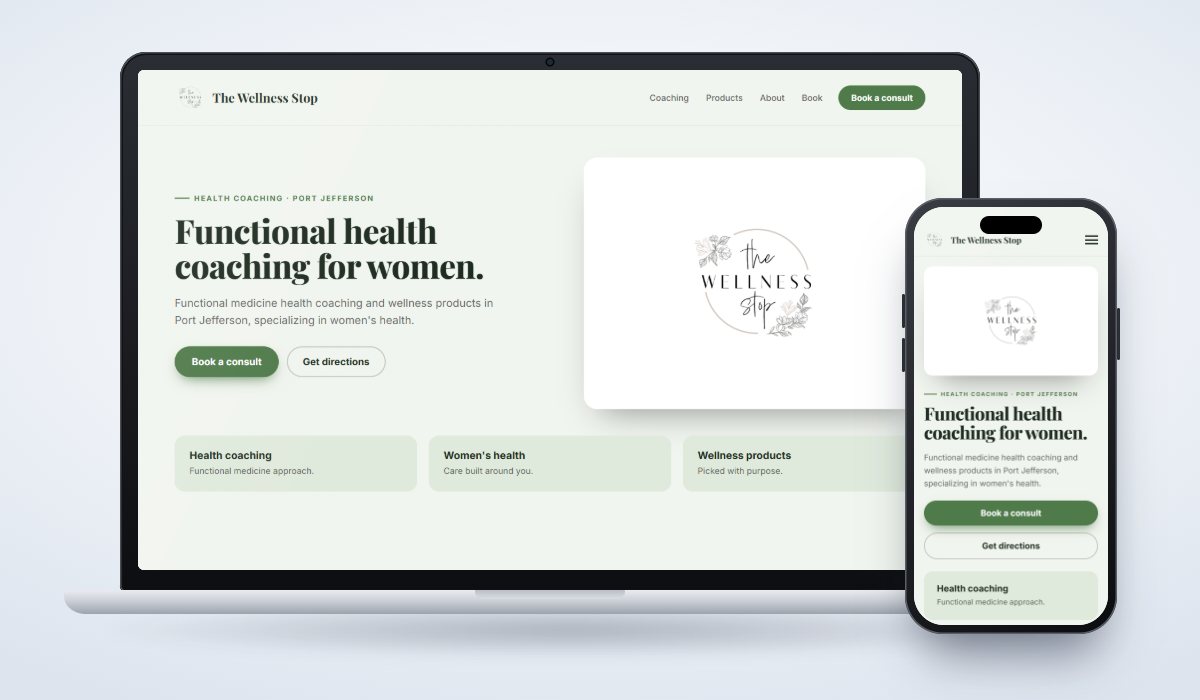 The Wellness Stop
Coaching Products About Book Book a consult
HEALTH COACHING · PORT JEFFERSON
Functional health
coaching for women.
Functional medicine health coaching and wellness products in
Port Jefferson, specializing in women's health.
Book a consult Get directions
the
WELLNESS
stop
Health coaching
Functional medicine approach.
Women's health
Care built around you.
Wellness products
Picked with purpose.
The Wellness Stop
the
WELLNESS
stop
HEALTH COACHING · PORT JEFFERSON
Functional health
coaching for women.
Functional medicine health coaching and
wellness products in Port Jefferson,
specializing in women's health.
Book a consult
Get directions
Health coaching
Functional medicine approach.